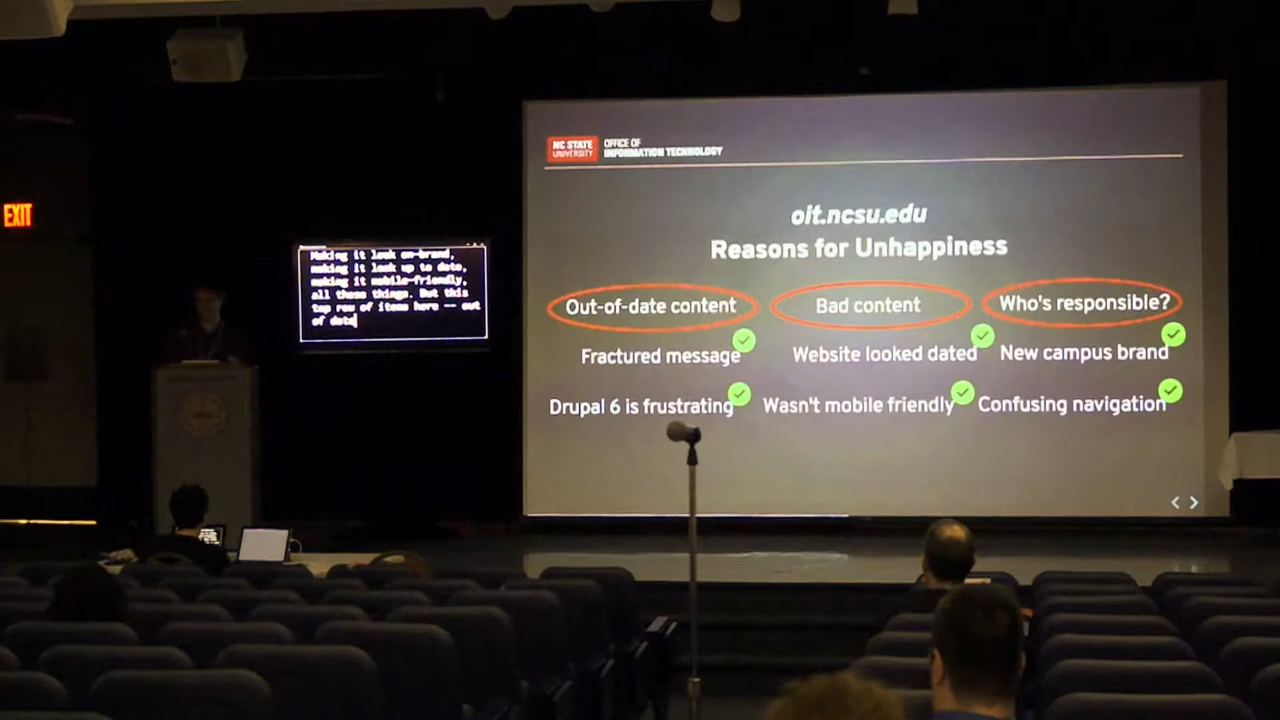 EXIT
Making it look on-brand,
making it look up to date,
making it mobile-friendly,
all these things. But this
top row of items here -- out
of date
NC STATE
UNIVERSITY
OFFICE OF
INFORMATION TECHNOLOGY
oit.ncsu.edu
Reasons for Unhappiness
Out-of-date content Bad content Who's responsible?
Fractured message Website looked dated New campus brand
Drupal 6 is frustrating Wasn't mobile friendly Confusing navigation